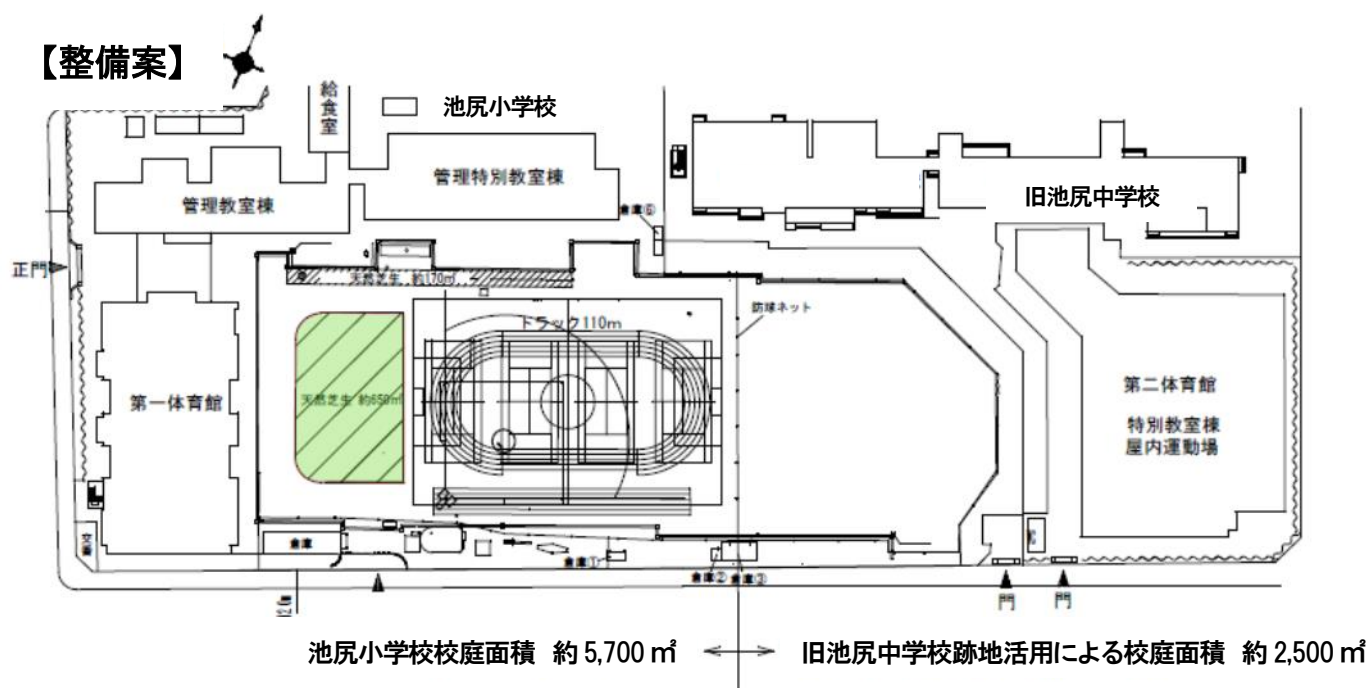 【整備案】
給食室
池尻小学校
管理教室棟
管理特別教室棟
旧池尻中学校
倉庫⑥
正門
天然芝生 約170㎡
防球ネット
トラック110m
第一体育館
天然芝生 約650㎡
第二体育館
特別教室棟
屋内運動場
倉庫
倉庫①
倉庫②
倉庫③
門
門
池尻小学校校庭面積 約 5,700 ㎡
旧池尻中学校跡地活用による校庭面積 約 2,500 ㎡